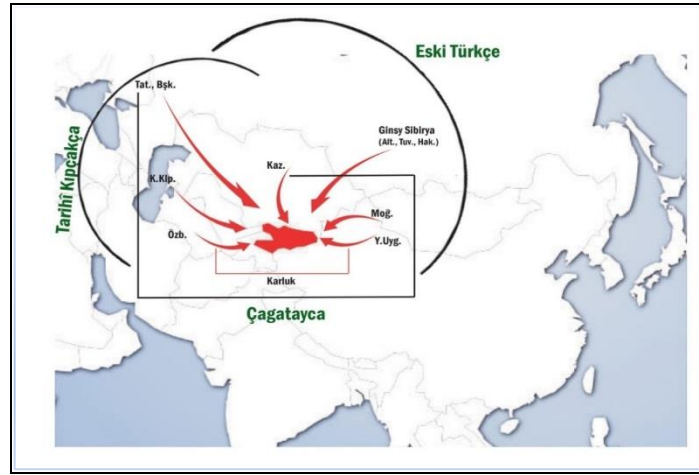 Eski Türkçe
Tat., Bşk.
Ginsy Sibirya
(Alt., Tuv., Hak.)
Tarihî Kıpçakça
Kaz.
K.Klp.
Moğ.
Özb.
Y.Uyg.
Karluk
Çagatayca